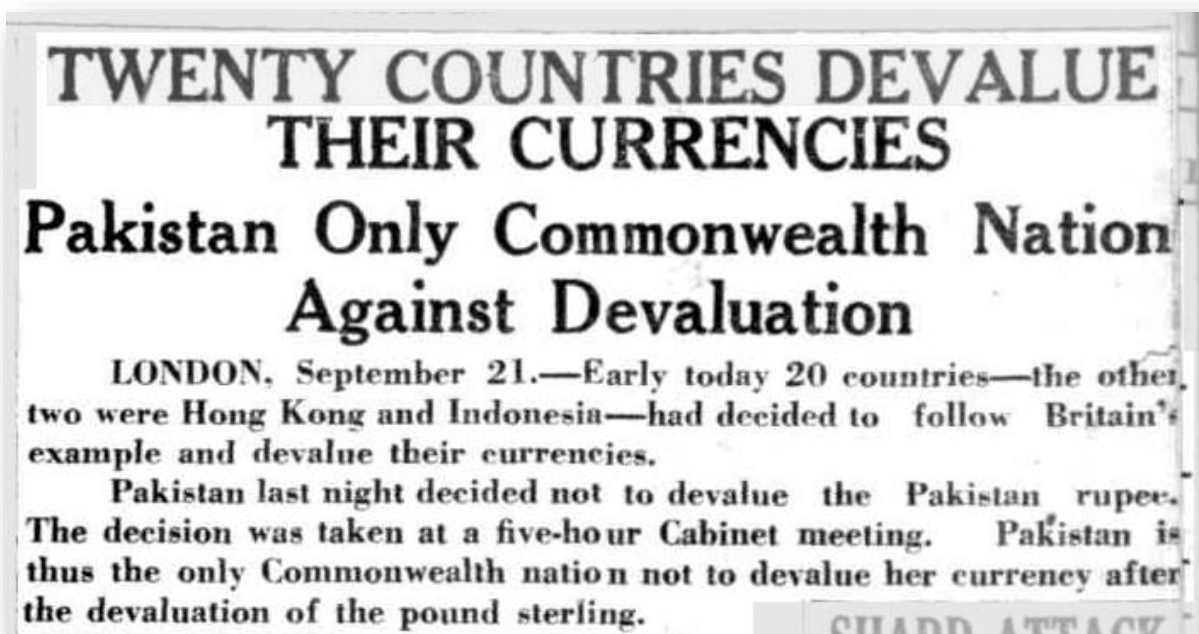 TWENTY COUNTRIES DEVALUE
THEIR CURRENCIES
Pakistan Only Commonwealth Nation
Against Devaluation
LONDON, September 21.—Early today 20 countries—the other
two were Hong Kong and Indonesia—had decided to follow Britain's
example and devalue their currencies.
Pakistan last night decided not to devalue the Pakistan rupee.
The decision was taken at a five-hour Cabinet meeting. Pakistan is
thus the only Commonwealth nation not to devalue her currency after
the devaluation of the pound sterling.
SHARP ATTACK